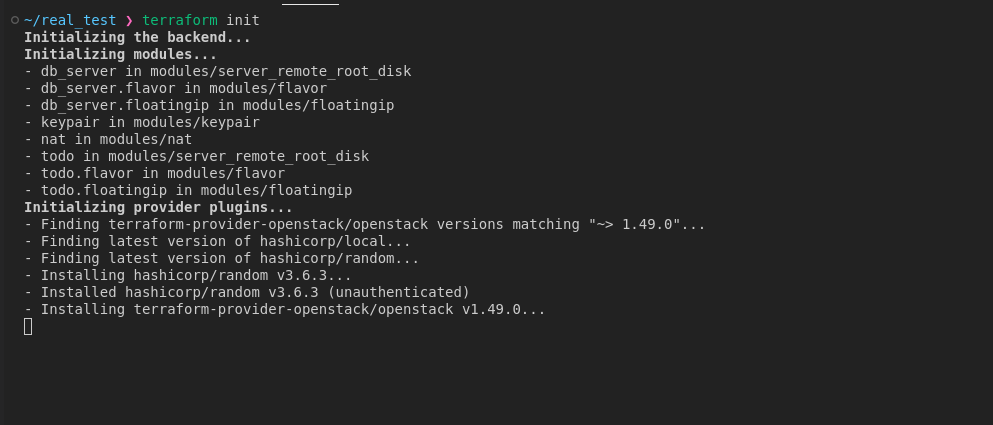 ~/real_test ❯ terraform init
Initializing the backend...
Initializing modules...
- db_server in modules/server_remote_root_disk
- db_server.flavor in modules/flavor
- db_server.floatingip in modules/floatingip
- keypair in modules/keypair
- nat in modules/nat
- todo in modules/server_remote_root_disk
- todo.flavor in modules/flavor
- todo.floatingip in modules/floatingip
Initializing provider plugins...
- Finding terraform-provider-openstack/openstack versions matching "~> 1.49.0"...
- Finding latest version of hashicorp/local...
- Finding latest version of hashicorp/random...
- Installing hashicorp/random v3.6.3...
- Installed hashicorp/random v3.6.3 (unauthenticated)
- Installing terraform-provider-openstack/openstack v1.49.0...